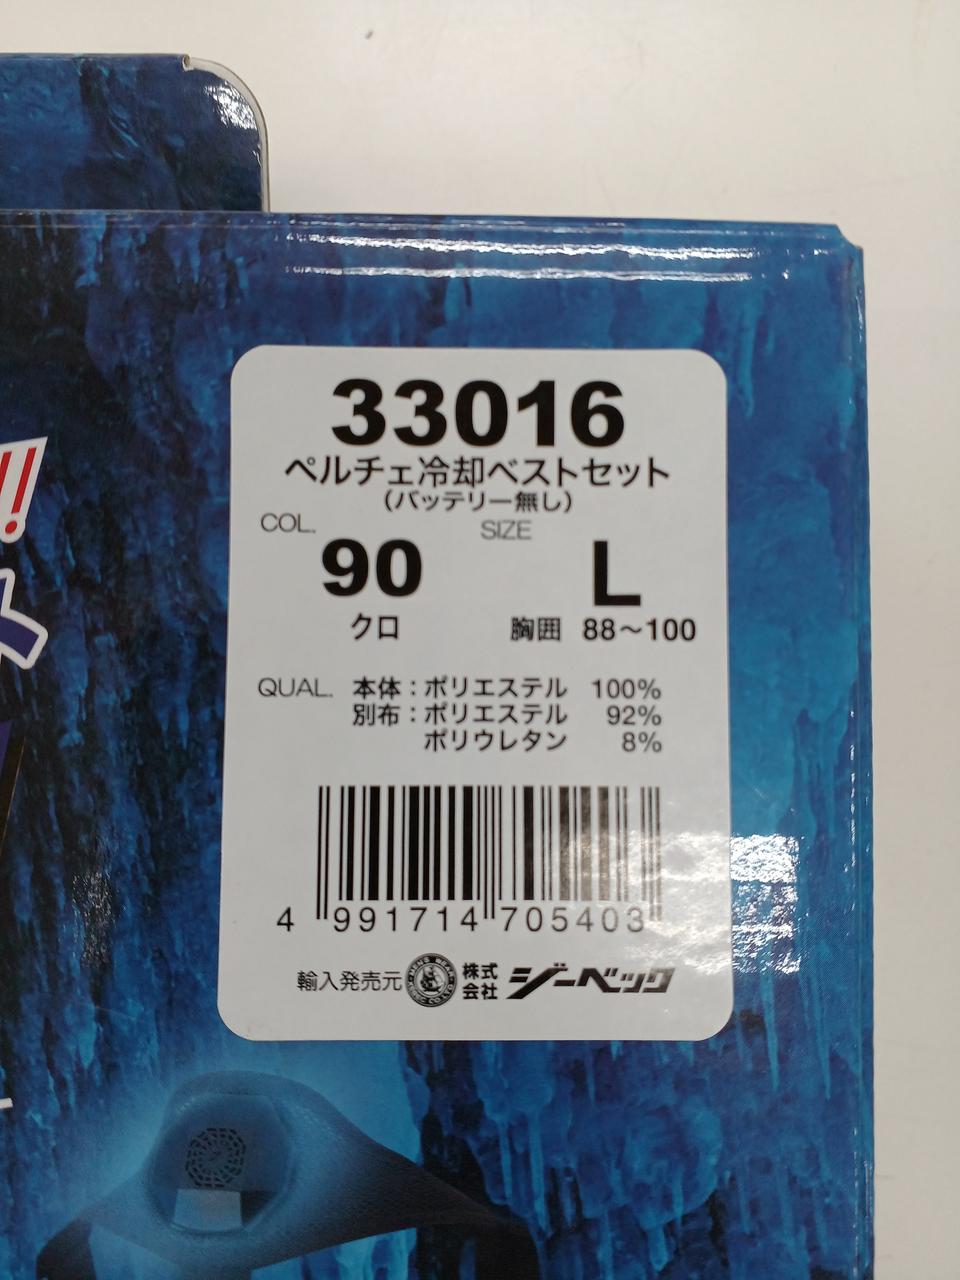 33016
ペルチェ冷却ベストセット
(バッテリー無し)
COL. SIZE
90 L
クロ 胸囲 88〜100
QUAL. 本体：ポリエステル 100%
別布：ポリエステル 92%
ポリウレタン 8%
4 991714 705403
輸入発売元 株式会社 ジーベック
!!